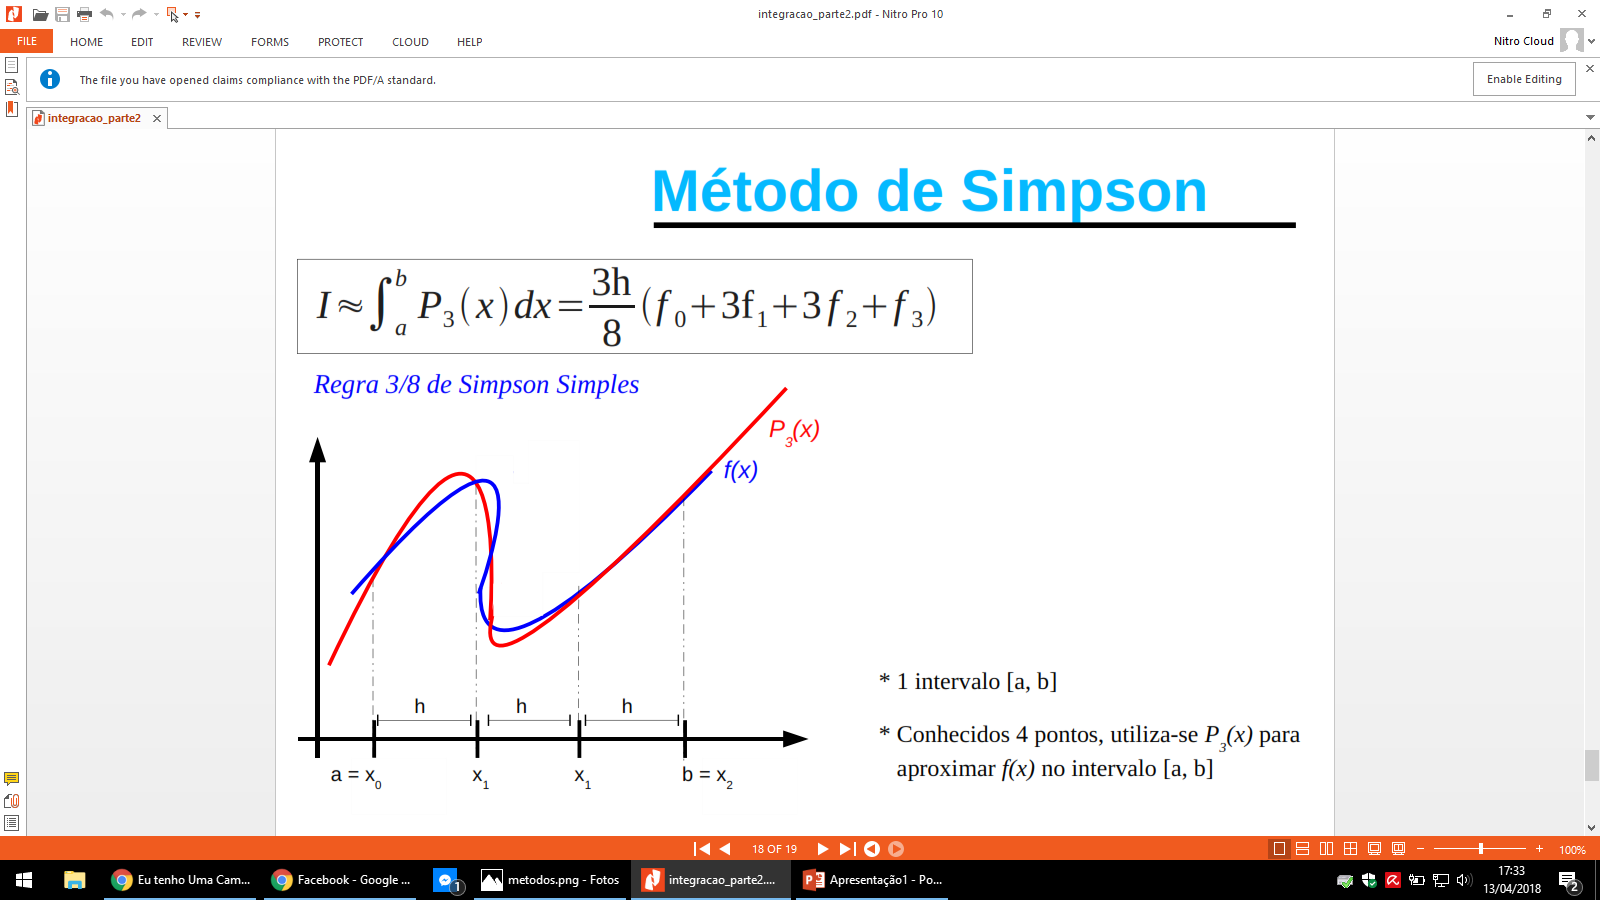 integracao_parte2.pdf - Nitro Pro 10
FILE HOME EDIT REVIEW FORMS PROTECT CLOUD HELP
Nitro Cloud
The file you have opened claims compliance with the PDF/A standard.
Enable Editing
integracao_parte2
Método de Simpson
I ≈ ∫ₐᵇ P₃(x)dx = 3h/8 (f₀+3f₁+3f₂+f₃)
Regra 3/8 de Simpson Simples
P₃(x)
f(x)
h h h
a = x₀ x₁ x₁ b = x₂
* 1 intervalo [a, b]
* Conhecidos 4 pontos, utiliza-se P₃(x) para
aproximar f(x) no intervalo [a, b]
18 OF 19
100%
Eu tenho Uma Cam...
Facebook - Google ...
1
metodos.png - Fotos
integracao_parte2....
Apresentação1 - Po...
17:33
13/04/2018
2